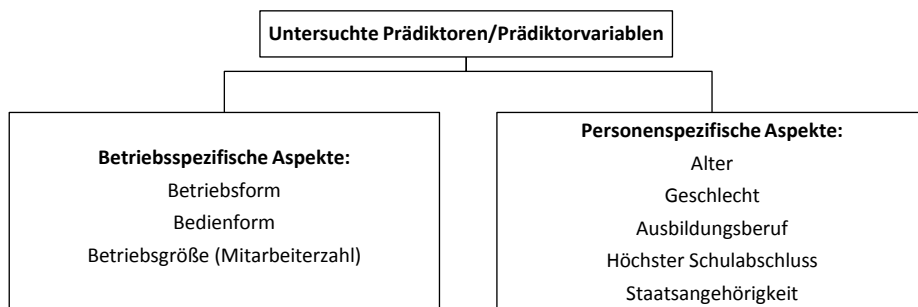 Untersuchte Prädiktoren/Prädiktorvariablen
Betriebsspezifische Aspekte:
Betriebsform
Bedienform
Betriebsgröße (Mitarbeiterzahl)
Personenspezifische Aspekte:
Alter
Geschlecht
Ausbildungsberuf
Höchster Schulabschluss
Staatsangehörigkeit